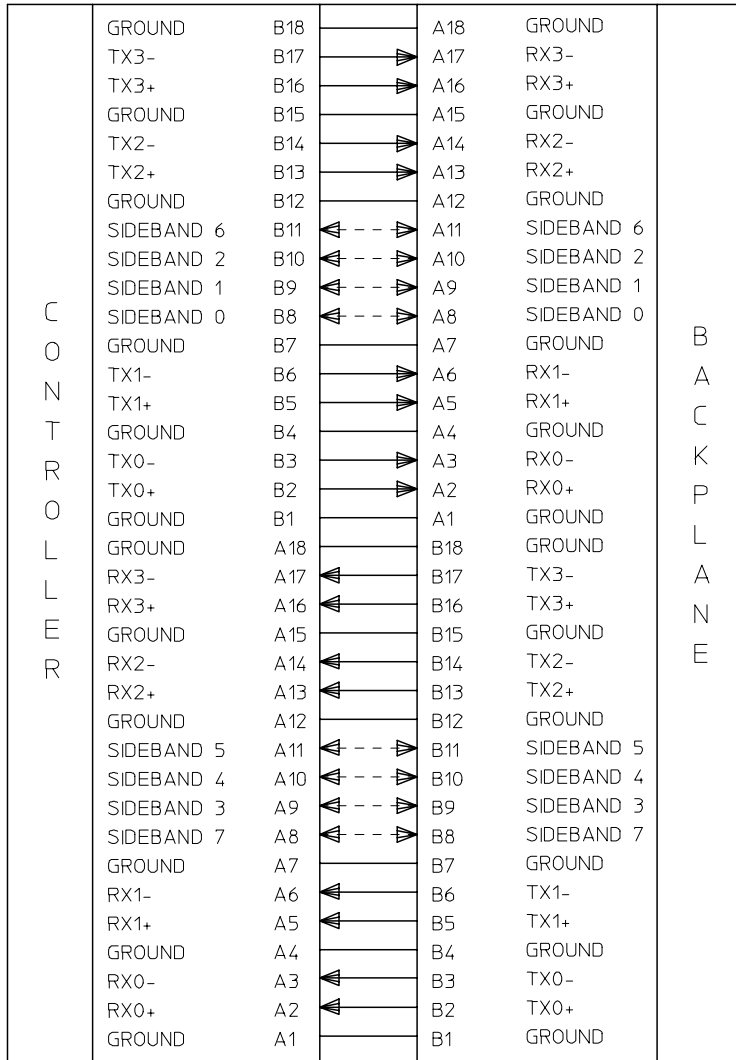 GROUND B18 A18 GROUND
TX3- B17 A17 RX3-
TX3+ B16 A16 RX3+
GROUND B15 A15 GROUND
TX2- B14 A14 RX2-
TX2+ B13 A13 RX2+
GROUND B12 A12 GROUND
SIDEBAND 6 B11 A11 SIDEBAND 6
SIDEBAND 2 B10 A10 SIDEBAND 2
SIDEBAND 1 B9 A9 SIDEBAND 1
SIDEBAND 0 B8 A8 SIDEBAND 0
GROUND B7 A7 GROUND
TX1- B6 A6 RX1-
TX1+ B5 A5 RX1+
GROUND B4 A4 GROUND
TX0- B3 A3 RX0-
TX0+ B2 A2 RX0+
GROUND B1 A1 GROUND
GROUND A18 B18 GROUND
RX3- A17 B17 TX3-
RX3+ A16 B16 TX3+
GROUND A15 B15 GROUND
RX2- A14 B14 TX2-
RX2+ A13 B13 TX2+
GROUND A12 B12 GROUND
SIDEBAND 5 A11 B11 SIDEBAND 5
SIDEBAND 4 A10 B10 SIDEBAND 4
SIDEBAND 3 A9 B9 SIDEBAND 3
SIDEBAND 7 A8 B8 SIDEBAND 7
GROUND A7 B7 GROUND
RX1- A6 B6 TX1-
RX1+ A5 B5 TX1+
GROUND A4 B4 GROUND
RX0- A3 B3 TX0-
RX0+ A2 B2 TX0+
GROUND A1 B1 GROUND
CONTROLLER
BACKPLANE